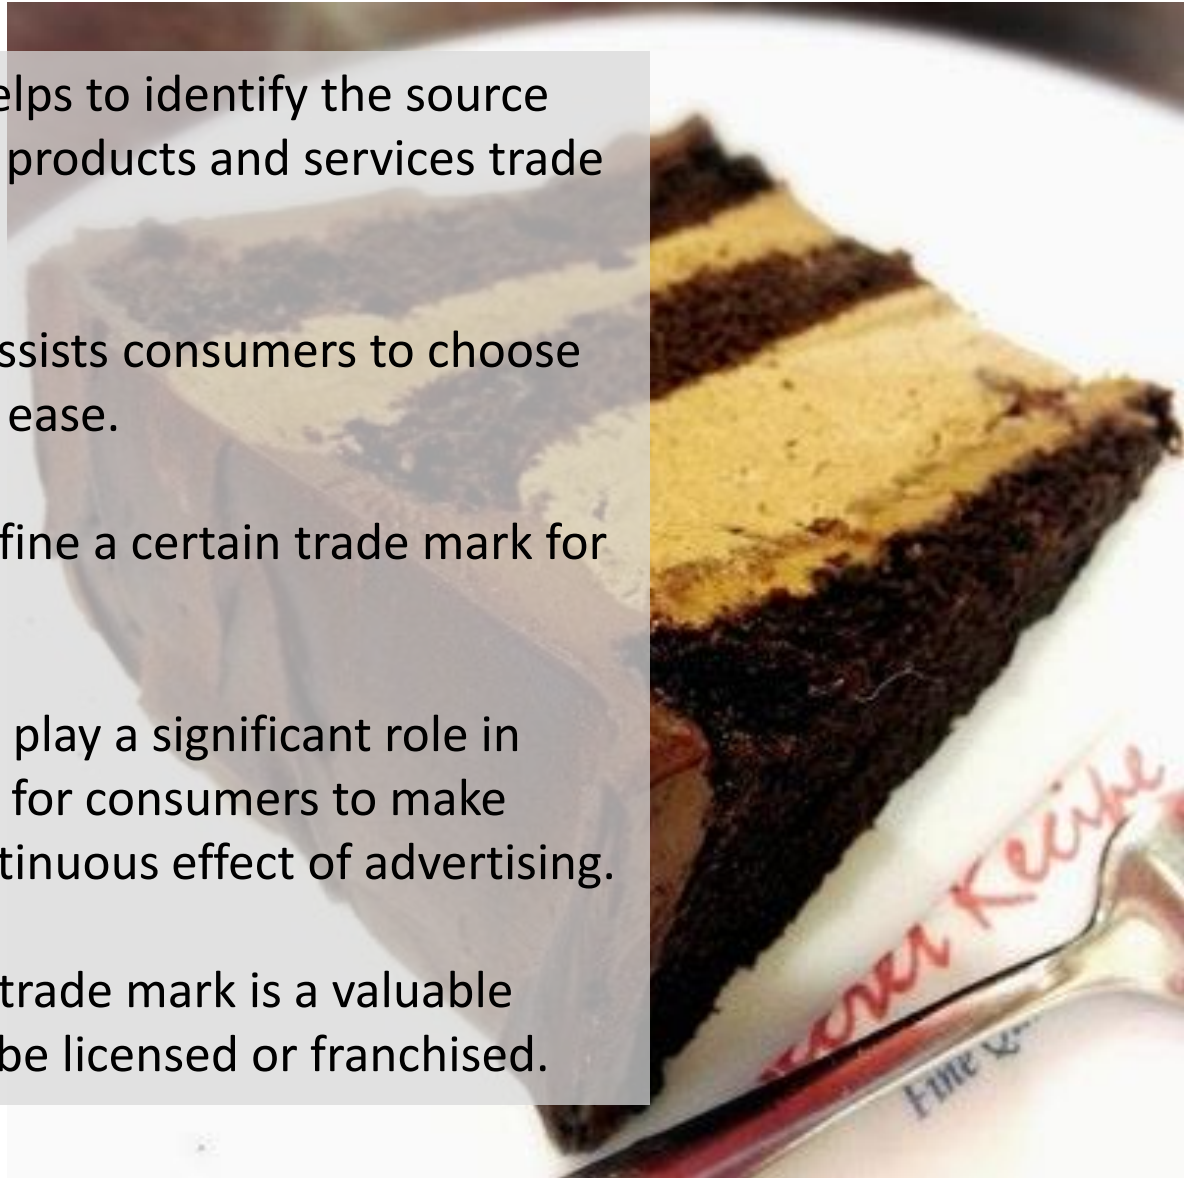 elps to identify the source
products and services trade
ssists consumers to choose
ease.
fine a certain trade mark for
play a significant role in
for consumers to make
tinuous effect of advertising.
trade mark is a valuable
be licensed or franchised.
Recipe
Fine